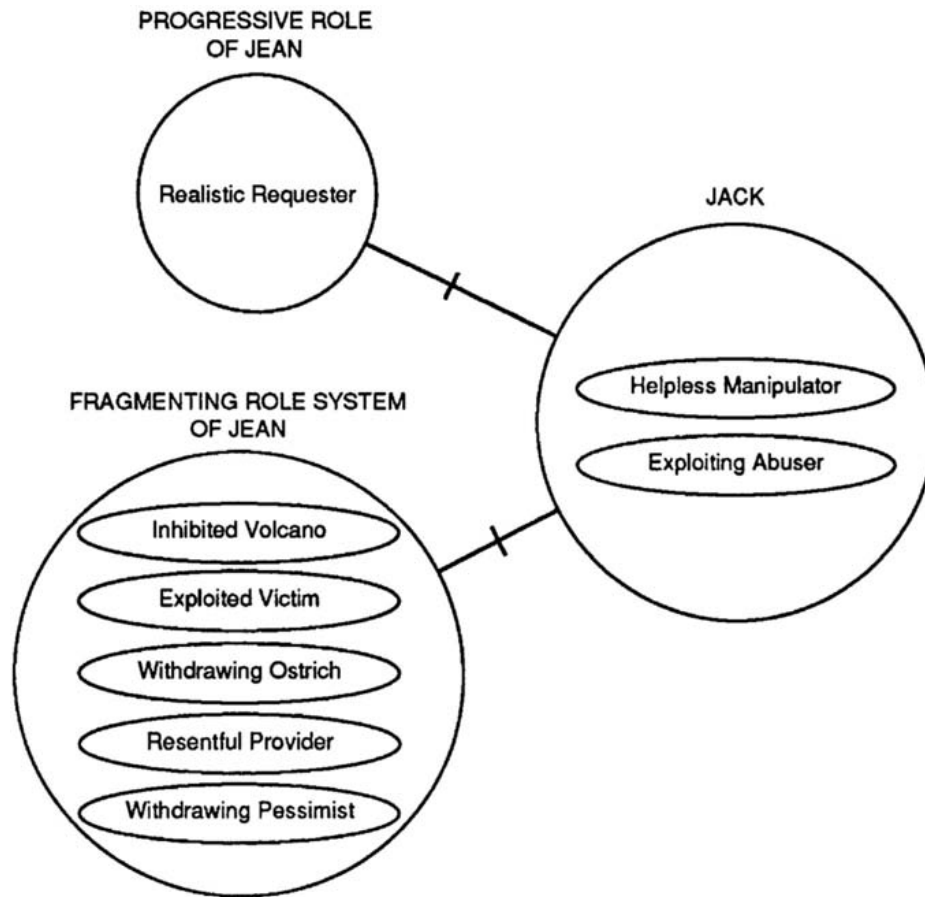 PROGRESSIVE ROLE
OF JEAN
Realistic Requester
JACK
Helpless Manipulator
Exploiting Abuser
FRAGMENTING ROLE SYSTEM
OF JEAN
Inhibited Volcano
Exploited Victim
Withdrawing Ostrich
Resentful Provider
Withdrawing Pessimist